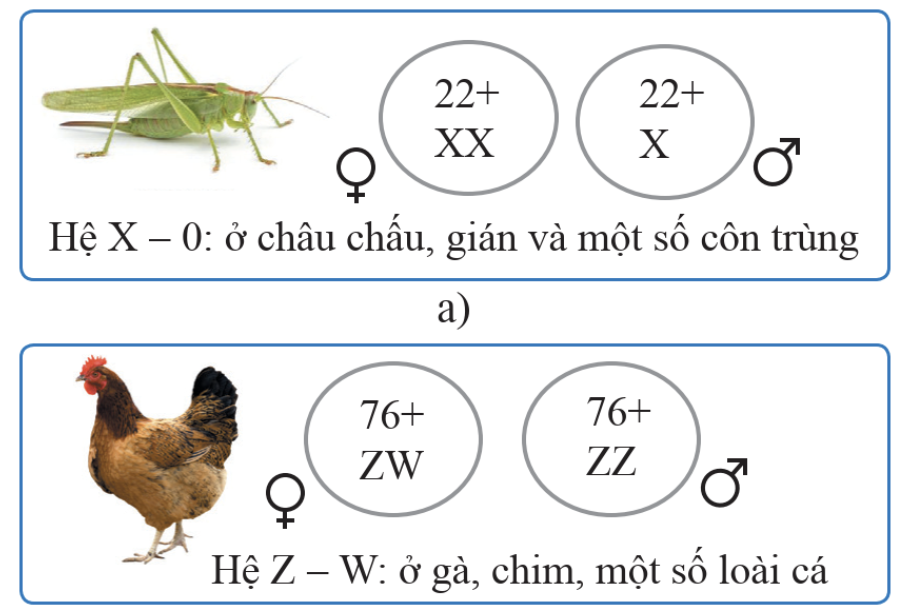 22+ 22+
XX X
♀ ♂
Hệ X – 0: ở châu chấu, gián và một số côn trùng
a)
76+ 76+
ZW ZZ
♀ ♂
Hệ Z – W: ở gà, chim, một số loài cá